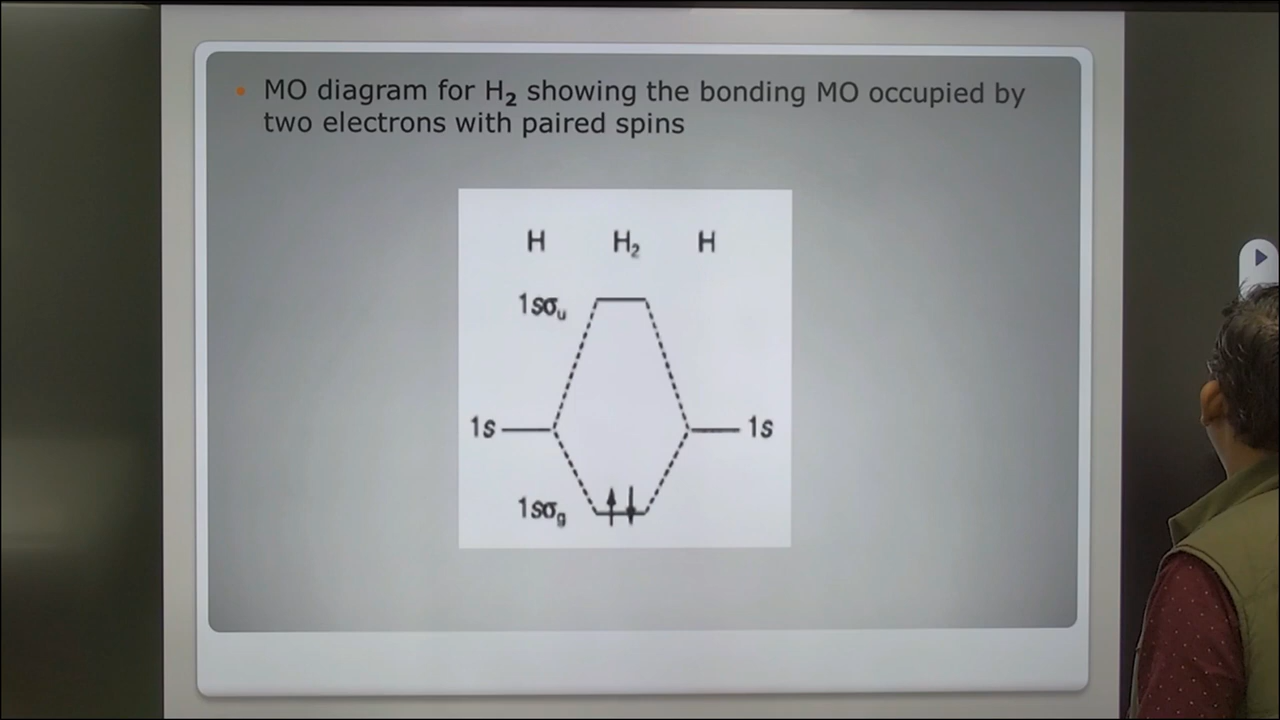 MO diagram for H₂ showing the bonding MO occupied by
two electrons with paired spins
H H₂ H
1sσᵤ
1s 1s
1sσg